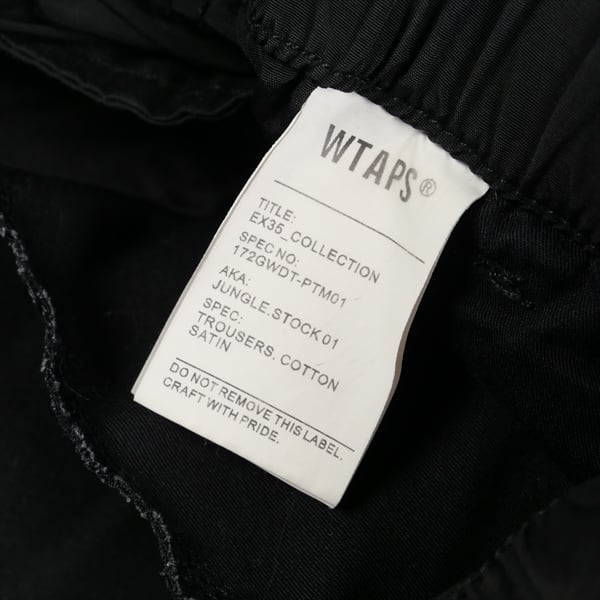 WTAPS®
TITLE:
EX35_COLLECTION
SPEC NO:
172GWDT-PTM01
AKA:
JUNGLE.STOCK 01
SPEC:
TROUSERS. COTTON
SATIN
DO NOT REMOVE THIS LABEL.
CRAFT WITH PRIDE.